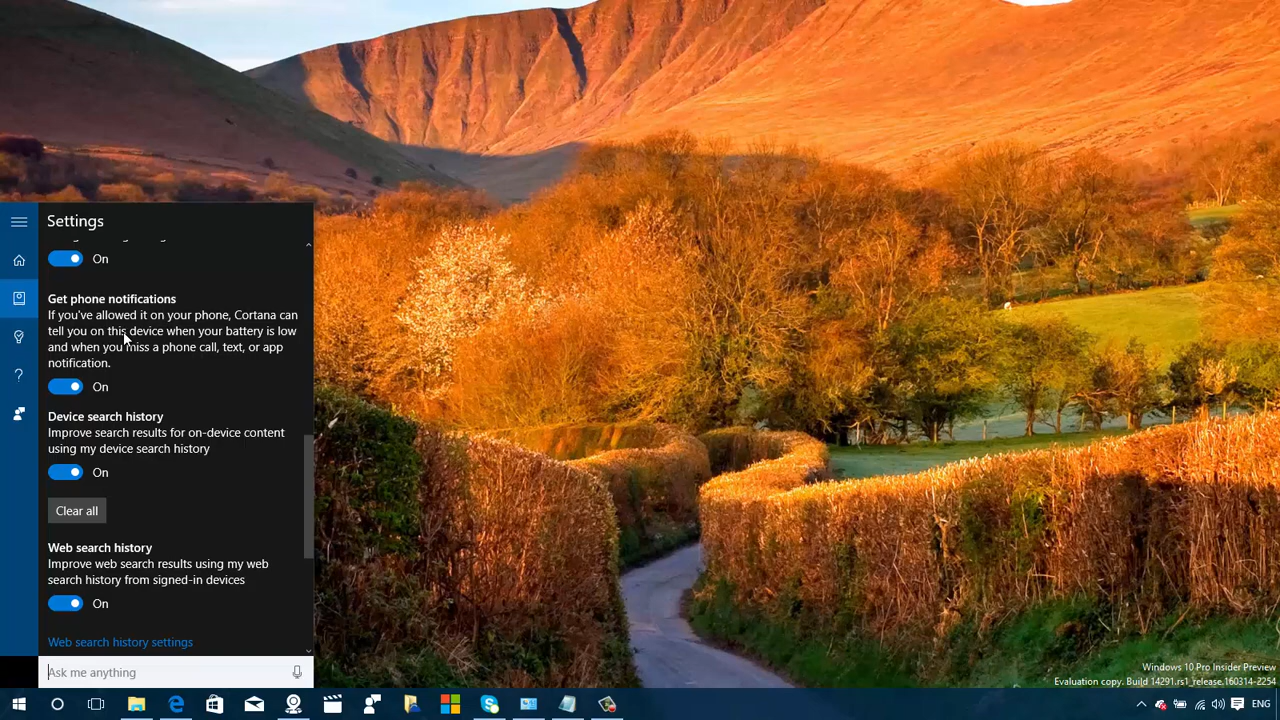 Settings
On
Get phone notifications
If you've allowed it on your phone, Cortana can
tell you on this device when your battery is low
and when you miss a phone call, text, or app
notification.
On
Device search history
Improve search results for on-device content
using my device search history
On
Clear all
Web search history
Improve web search results using my web
search history from signed-in devices
On
Web search history settings
Ask me anything
Windows 10 Pro Insider Preview
Evaluation copy. Build 14291.rs1_release.160314-2254
ENG